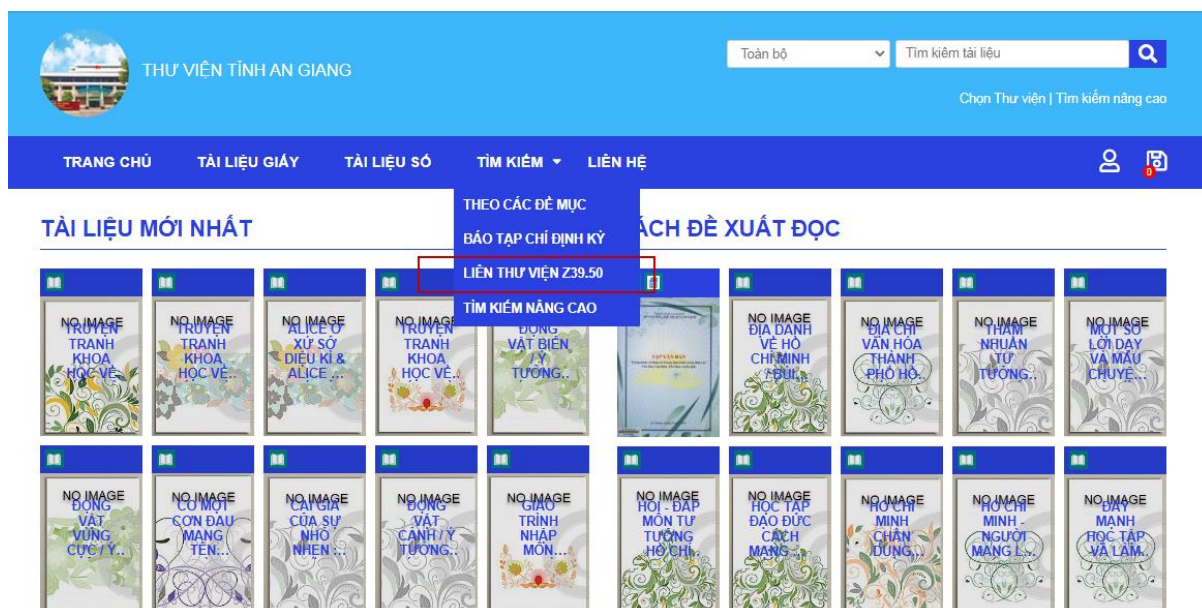 THƯ VIỆN TỈNH AN GIANG
Toàn bộ
Tìm kiếm tài liệu
Chọn Thư viện | Tìm kiếm nâng cao
TRANG CHỦ
TÀI LIỆU GIẤY
TÀI LIỆU SỐ
TÌM KIẾM
LIÊN HỆ
0
THEO CÁC ĐỀ MỤC
BÁO TẠP CHÍ ĐỊNH KỲ
LIÊN THƯ VIỆN Z39.50
TÌM KIẾM NÂNG CAO
TÀI LIỆU MỚI NHẤT
ÁCH ĐỀ XUẤT ĐỌC
NO IMAGE
TRUYỆN
TRANH
KHOA
HỌC VỀ..
NO IMAGE
TRUYỆN
TRANH
KHOA
HỌC VỀ..
NO IMAGE
ALICE Ở
XỨ SỞ
DIỆU KÌ &
ALICE ...
NO IMAGE
TRUYỆN
TRANH
KHOA
HỌC VỀ..
ĐỘNG
VẬT BIỂN
/ Ý
TƯỞNG..
NO IMAGE
ĐỊA DANH
VỀ HỒ
CHÍ MINH
/ BÙI...
NO IMAGE
ĐỊA CHÍ
VĂN HÓA
THÀNH
PHỐ HỒ..
NO IMAGE
THẤM
NHUẦN
TƯ
TƯỞNG..
NO IMAGE
MỘT SỐ
LỜI DẠY
VÀ MẨU
CHUYỆ...
NO IMAGE
ĐỘNG
VẬT
VÙNG
CỰC / Ý..
NO IMAGE
CÓ MỘT
CƠN ĐAU
MANG
TÊN...
NO IMAGE
CÁI GIÁ
CỦA SỰ
NHỎ
NHEN :..
NO IMAGE
ĐỘNG
VẬT
CẠNH / Ý
TƯỞNG..
NO IMAGE
GIÁO
TRÌNH
NHẬP
MÔN...
NO IMAGE
HỎI - ĐÁP
MÔN TƯ
TƯỞNG
HỒ CHÍ..
NO IMAGE
HỌC TẬP
ĐẠO ĐỨC
CÁCH
MẠNG ...
NO IMAGE
HỒ CHÍ
MINH
CHÂN
DUNG...
NO IMAGE
HỒ CHÍ
MINH -
NGƯỜI
MANG L...
NO IMAGE
ĐẨY
MẠNH
HỌC TẬP
VÀ LÀM..